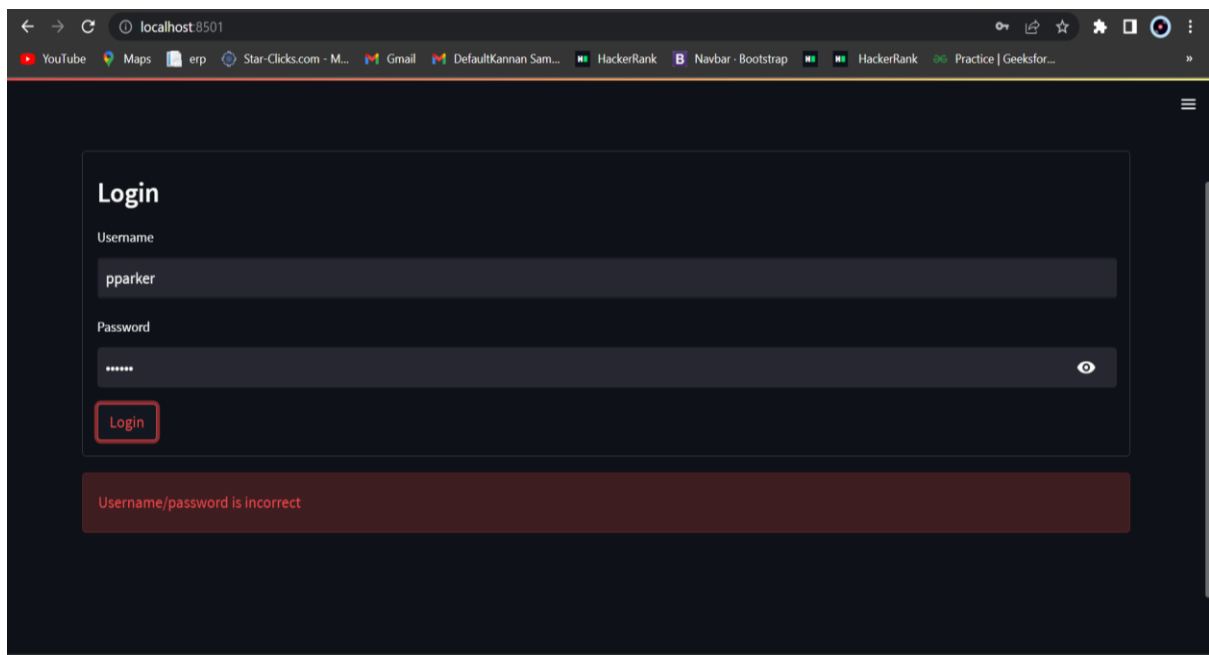 localhost:8501
YouTube Maps erp Star-Clicks.com - M... Gmail DefaultKannan Sam... HackerRank B Navbar · Bootstrap HackerRank Practice | Geeksfor... »
Login
Username
pparker
Password
••••••
Login
Username/password is incorrect